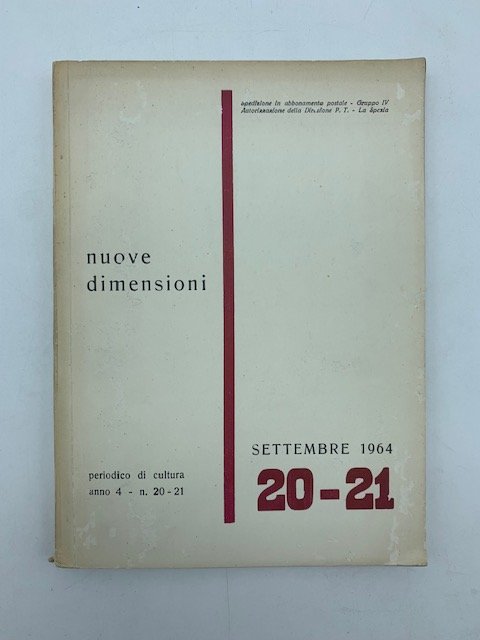 spedizione in abbonamento postale - Gruppo IV
Autorizzazione della Direzione P. T. - La Spezia
nuove
dimensioni
SETTEMBRE 1964
periodico di cultura
anno 4 - n. 20-21
20-21